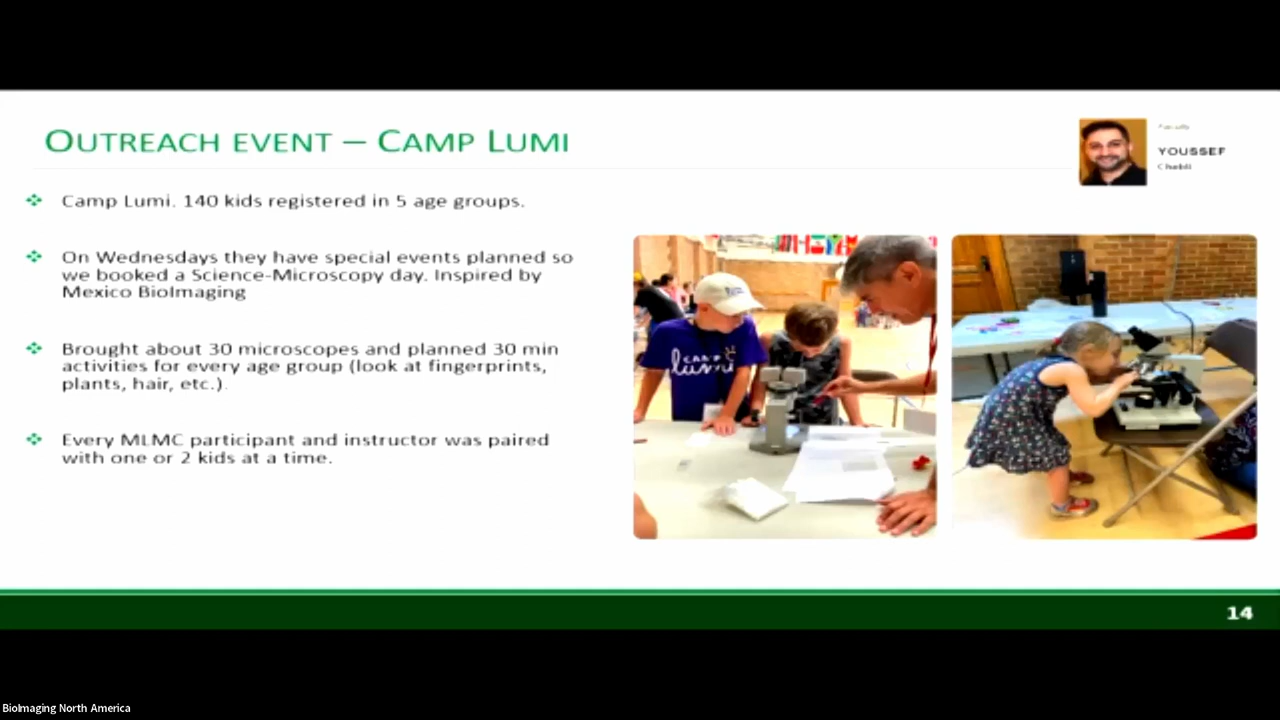 OUTREACH EVENT – CAMP LUMI
YOUSSEF
Camp Lumi. 140 kids registered in 5 age groups.
On Wednesdays they have special events planned so
we booked a Science-Microscopy day. Inspired by
Mexico BioImaging
Brought about 30 microscopes and planned 30 min
activities for every age group (look at fingerprints,
plants, hair, etc.).
Every MLMC participant and instructor was paired
with one or 2 kids at a time.
CAMP
lumi
14
BioImaging North America